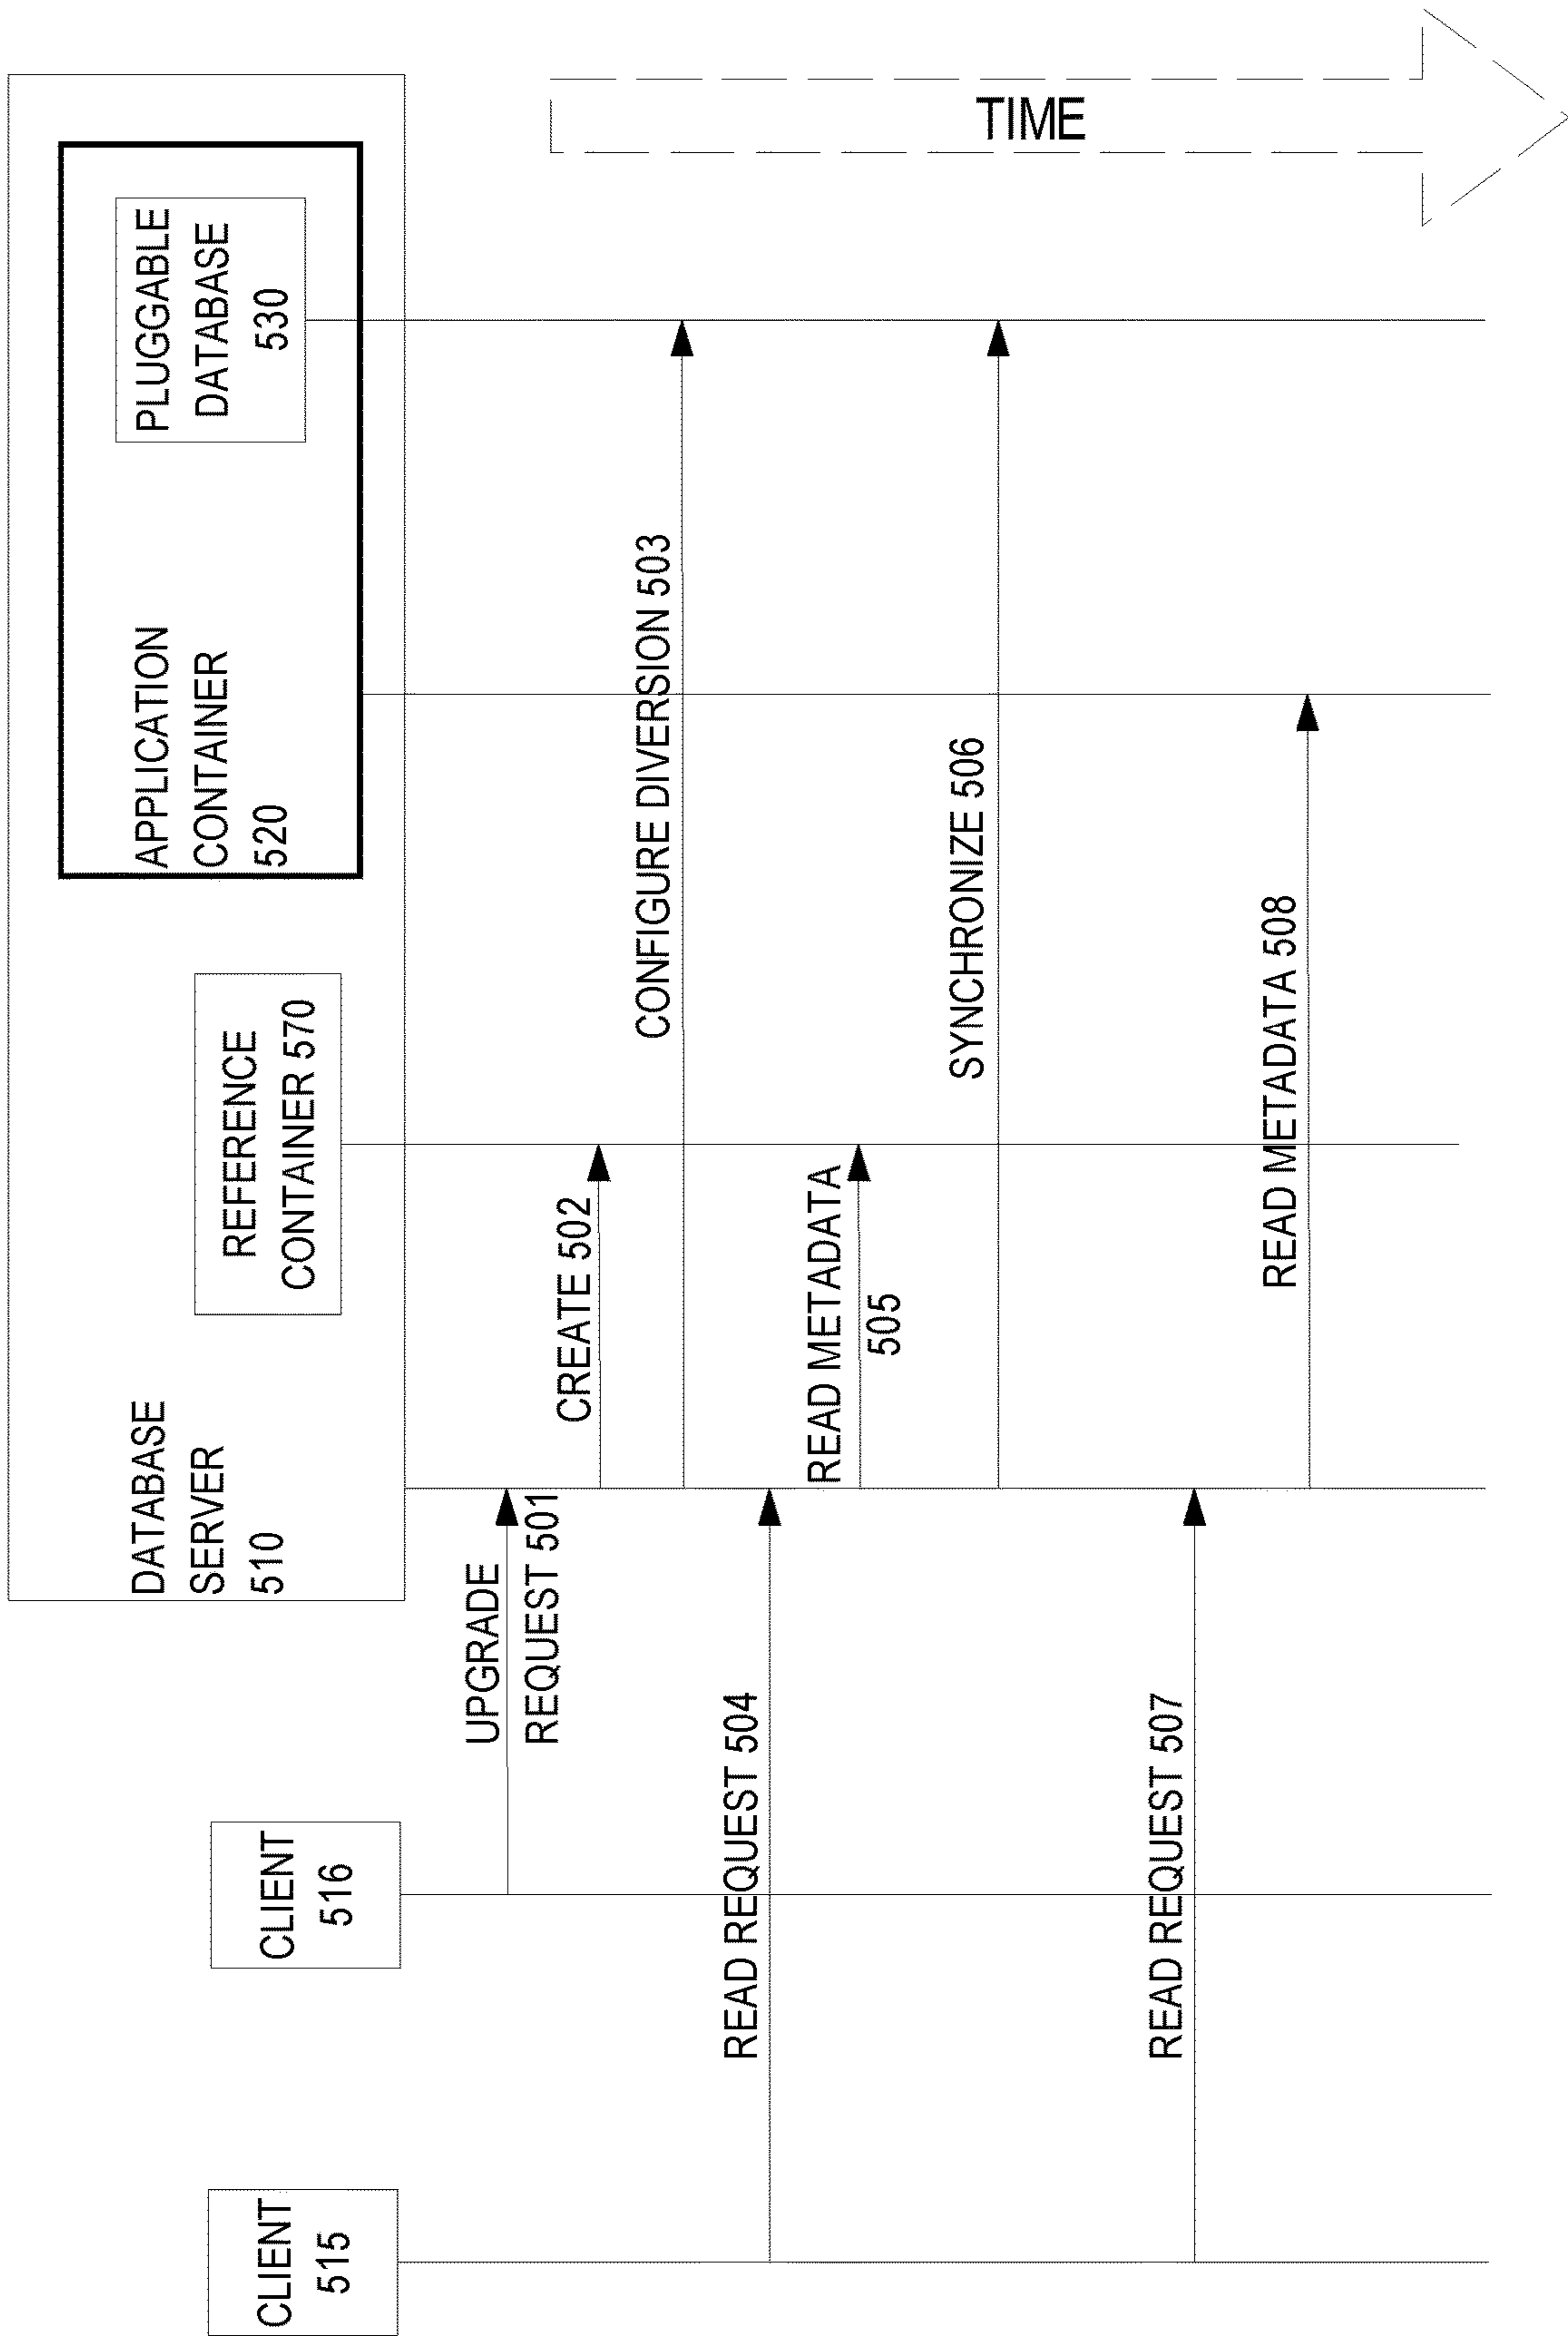 CLIENT
515
CLIENT
516
DATABASE
SERVER
510
REFERENCE
CONTAINER 570
APPLICATION
CONTAINER
520
PLUGGABLE
DATABASE
530
UPGRADE
REQUEST 501
CREATE 502
CONFIGURE DIVERSION 503
READ REQUEST 504
READ METADATA
505
SYNCHRONIZE 506
READ REQUEST 507
READ METADATA 508
TIME